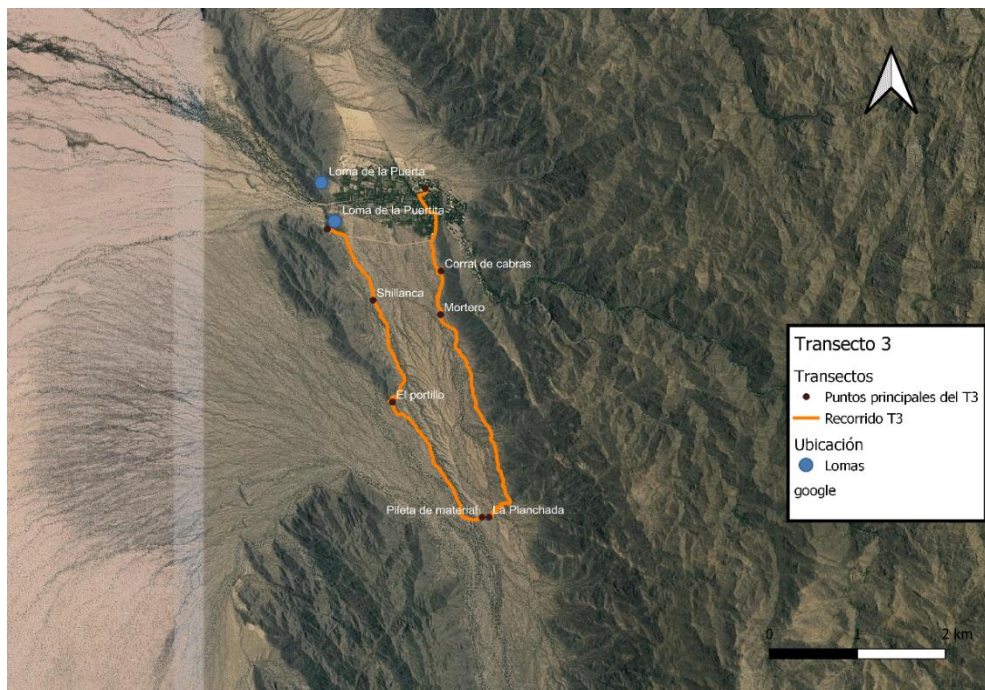 Loma de la Puerta
Loma de la Puertita
Corral de cabras
Shillanca
Mortero
El portillo
Pileta de material
La Planchada
Transecto 3
Transectos
Puntos principales del T3
Recorrido T3
Ubicación
Lomas
google
0
1
2 km